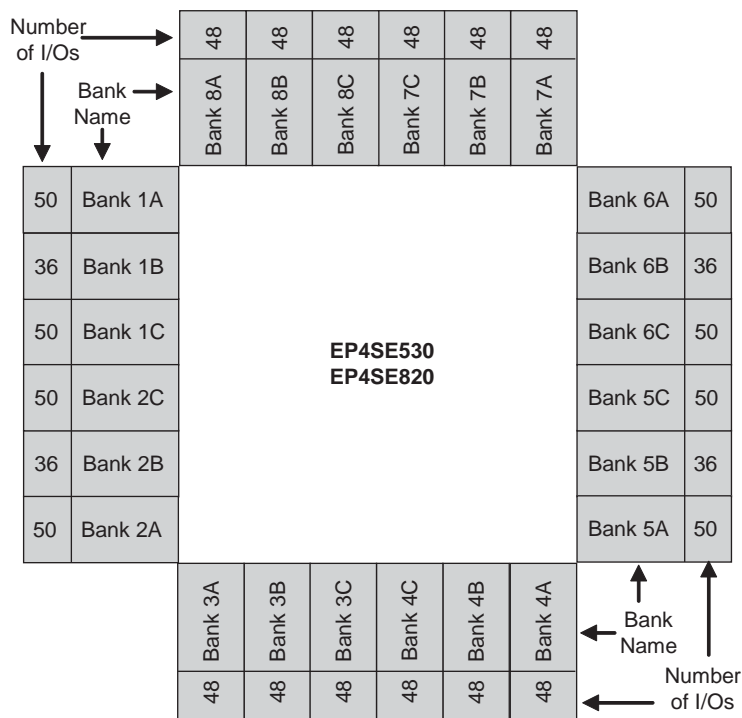 Number
of I/Os
48 48 48 48 48 48
Bank
Name
Bank 8A Bank 8B Bank 8C Bank 7C Bank 7B Bank 7A
50 Bank 1A
36 Bank 1B
50 Bank 1C
50 Bank 2C
36 Bank 2B
50 Bank 2A
EP4SE530
EP4SE820
Bank 6A 50
Bank 6B 36
Bank 6C 50
Bank 5C 50
Bank 5B 36
Bank 5A 50
Bank 3A Bank 3B Bank 3C Bank 4C Bank 4B Bank 4A
48 48 48 48 48 48
Bank
Name
Number
of I/Os